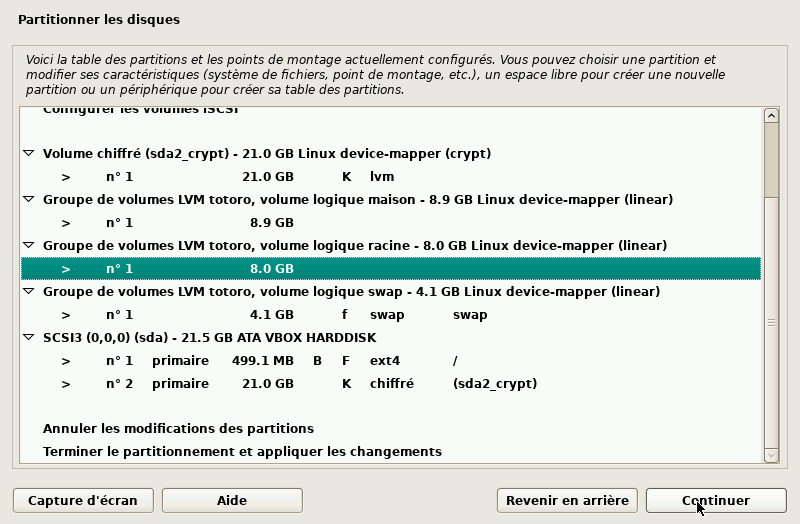 Partitionner les disques
Voici la table des partitions et les points de montage actuellement configurés. Vous pouvez choisir une partition et
modifier ses caractéristiques (système de fichiers, point de montage, etc.), un espace libre pour créer une nouvelle
partition ou un périphérique pour créer sa table des partitions.
Configurer les volumes iSCSI
Volume chiffré (sda2_crypt) - 21.0 GB Linux device-mapper (crypt)
> n° 1 21.0 GB K lvm
Groupe de volumes LVM totoro, volume logique maison - 8.9 GB Linux device-mapper (linear)
> n° 1 8.9 GB
Groupe de volumes LVM totoro, volume logique racine - 8.0 GB Linux device-mapper (linear)
> n° 1 8.0 GB
Groupe de volumes LVM totoro, volume logique swap - 4.1 GB Linux device-mapper (linear)
> n° 1 4.1 GB f swap swap
SCSI3 (0,0,0) (sda) - 21.5 GB ATA VBOX HARDDISK
> n° 1 primaire 499.1 MB B F ext4 /
> n° 2 primaire 21.0 GB K chiffré (sda2_crypt)
Annuler les modifications des partitions
Terminer le partitionnement et appliquer les changements
Capture d'écran Aide Revenir en arrière Continuer